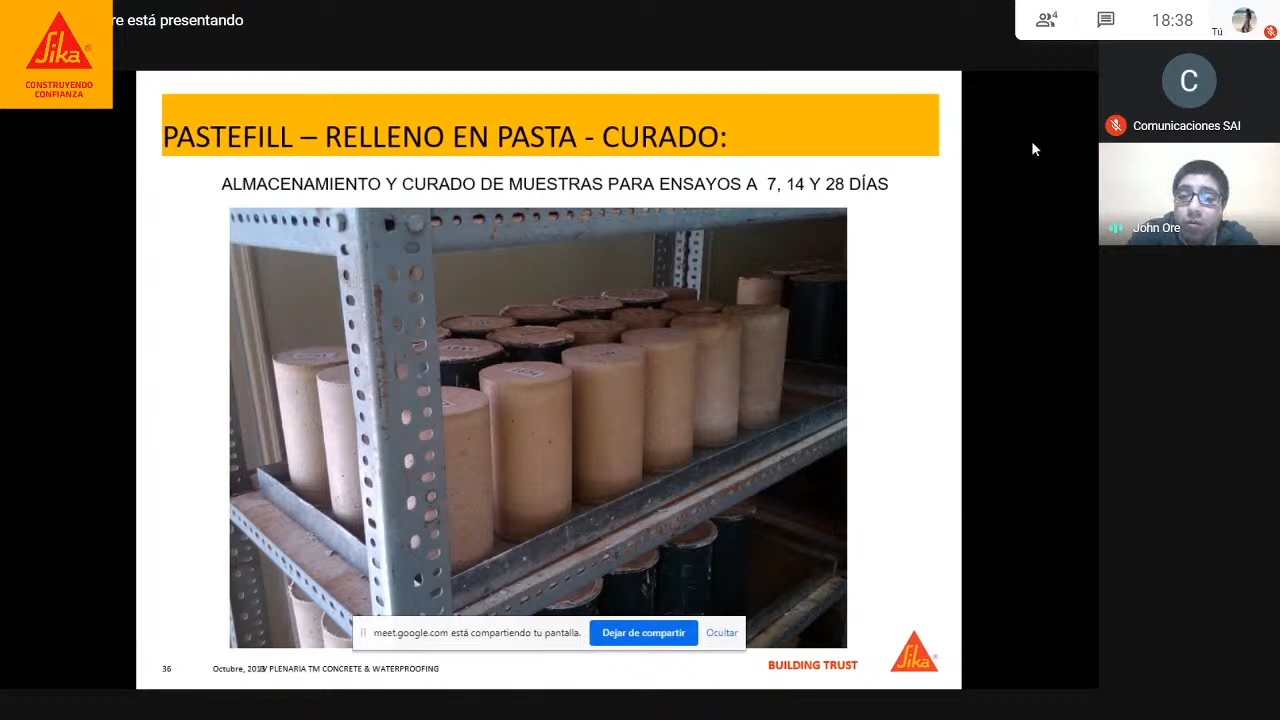 re está presentando
4
18:38
Tú
Sika
®
CONSTRUYENDO
CONFIANZA
C
Comunicaciones SAI
John Ore
PASTEFILL – RELLENO EN PASTA - CURADO:
ALMACENAMIENTO Y CURADO DE MUESTRAS PARA ENSAYOS A 7, 14 Y 28 DÍAS
meet.google.com está compartiendo tu pantalla.
Dejar de compartir
Ocultar
36
Octubre,
PLENARIA TM CONCRETE & WATERPROOFING
BUILDING TRUST
Sika